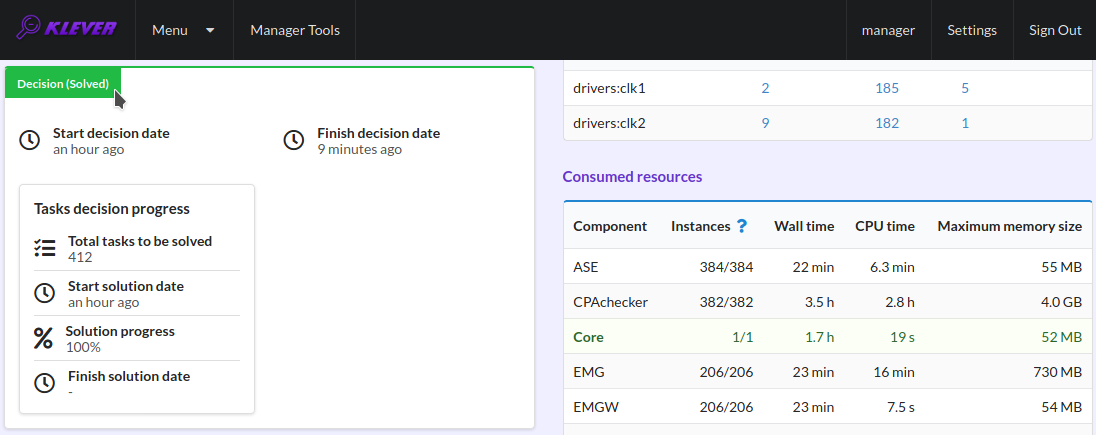 KLEVER Menu Manager Tools manager Settings Sign Out
Decision (Solved)
Start decision date
an hour ago
Finish decision date
9 minutes ago
Tasks decision progress
Total tasks to be solved
412
Start solution date
an hour ago
Solution progress
100%
Finish solution date
-
drivers:clk1 2 185 5
drivers:clk2 9 182 1
Consumed resources
Component Instances ? Wall time CPU time Maximum memory size
ASE 384/384 22 min 6.3 min 55 MB
CPAchecker 382/382 3.5 h 2.8 h 4.0 GB
Core 1/1 1.7 h 19 s 52 MB
EMG 206/206 23 min 16 min 730 MB
EMGW 206/206 23 min 7.5 s 54 MB